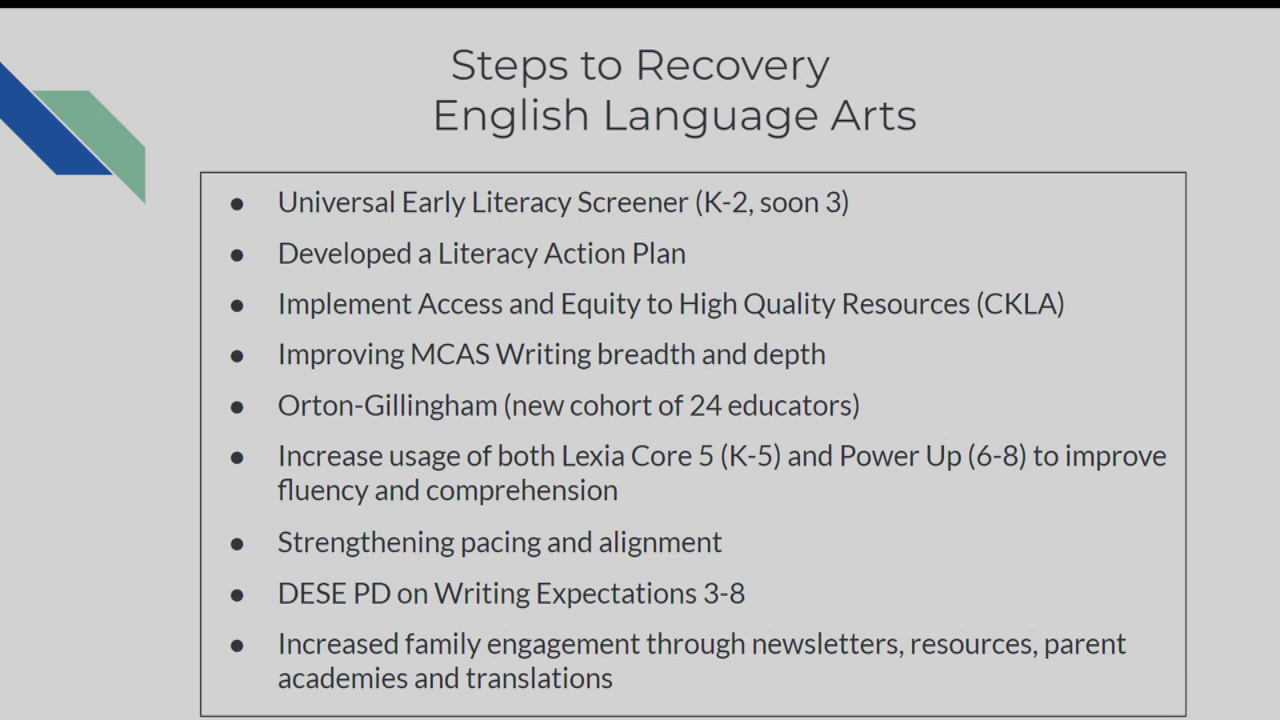 Steps to Recovery
English Language Arts
● Universal Early Literacy Screener (K-2, soon 3)
● Developed a Literacy Action Plan
● Implement Access and Equity to High Quality Resources (CKLA)
● Improving MCAS Writing breadth and depth
● Orton-Gillingham (new cohort of 24 educators)
● Increase usage of both Lexia Core 5 (K-5) and Power Up (6-8) to improve
fluency and comprehension
● Strengthening pacing and alignment
● DESE PD on Writing Expectations 3-8
● Increased family engagement through newsletters, resources, parent
academies and translations